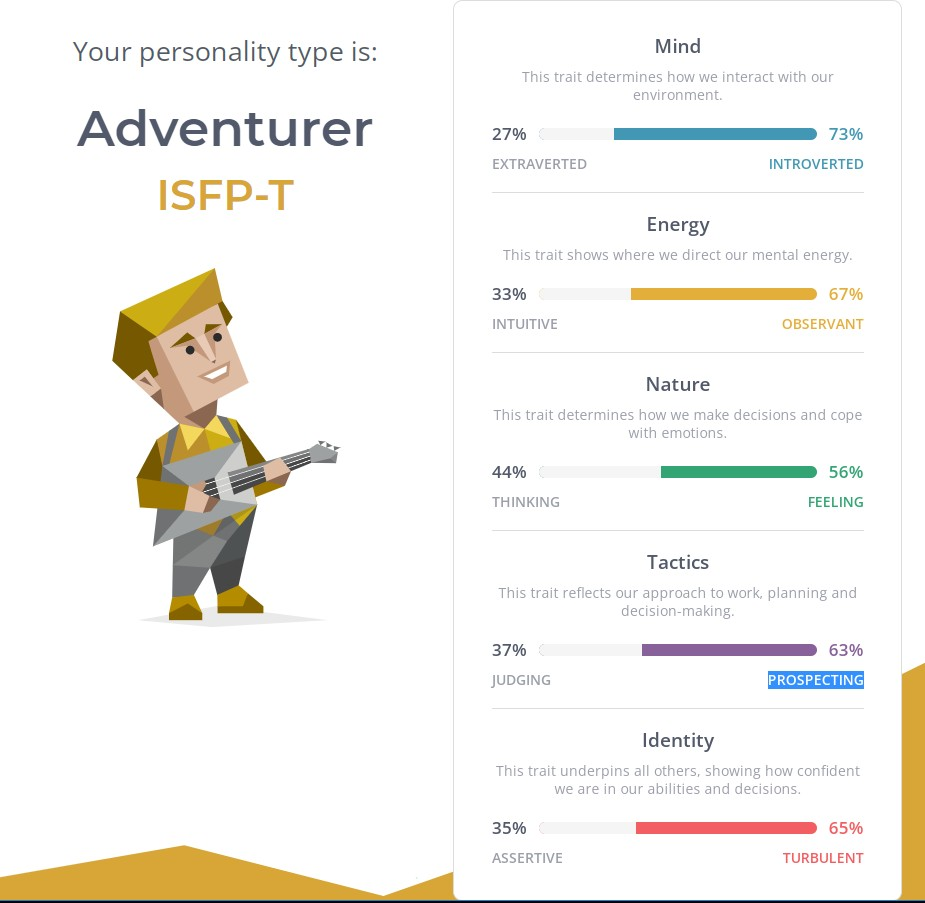 Your personality type is:
Adventurer
ISFP-T
Mind
This trait determines how we interact with our
environment.
27% 73%
EXTRAVERTED INTROVERTED
Energy
This trait shows where we direct our mental energy.
33% 67%
INTUITIVE OBSERVANT
Nature
This trait determines how we make decisions and cope
with emotions.
44% 56%
THINKING FEELING
Tactics
This trait reflects our approach to work, planning and
decision-making.
37% 63%
JUDGING PROSPECTING
Identity
This trait underpins all others, showing how confident
we are in our abilities and decisions.
35% 65%
ASSERTIVE TURBULENT